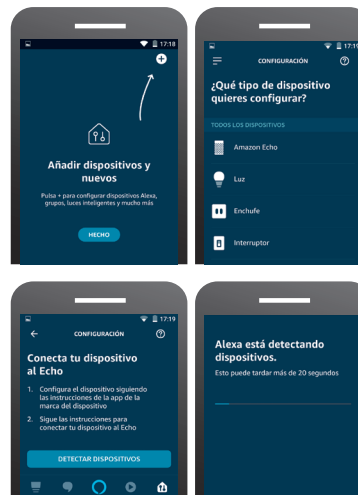 17:18
Añadir dispositivos y
nuevos
Pulsa + para configurar dispositivos Alexa,
grupos, luces inteligentes y mucho más
HECHO
17:19
CONFIGURACIÓN
?
¿Qué tipo de dispositivo
quieres configurar?
TODOS LOS DISPOSITIVOS
Amazon Echo
Luz
Enchufe
Interruptor
17:19
CONFIGURACIÓN
?
Conecta tu dispositivo
al Echo
1. Configura el dispositivo siguiendo
las instrucciones de la app de la
marca del dispositivo
2. Sigue las instrucciones para
conectar tu dispositivo al Echo
DETECTAR DISPOSITIVOS
Alexa está detectando
dispositivos.
Esto puede tardar más de 20 segundos